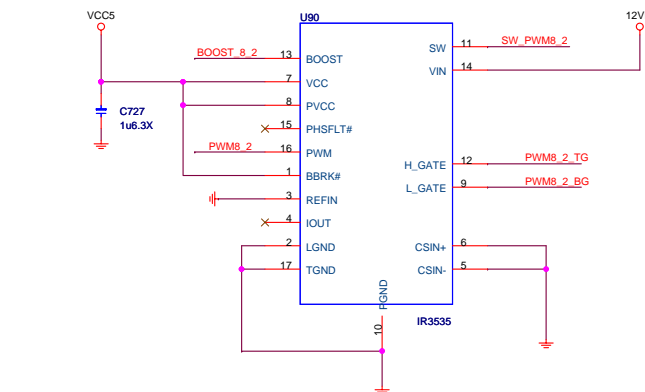 VCC5
U90
12V
BOOST_8_2
13
BOOST
SW
11
SW_PWM8_2
7
VCC
VIN
14
8
PVCC
C727
1u6.3X
15
PHSFLT#
PWM8_2
16
PWM
H_GATE
12
PWM8_2_TG
1
BBRK#
L_GATE
9
PWM8_2_BG
3
REFIN
4
IOUT
2
LGND
CSIN+
6
17
TGND
CSIN-
5
PGND
10
IR3535